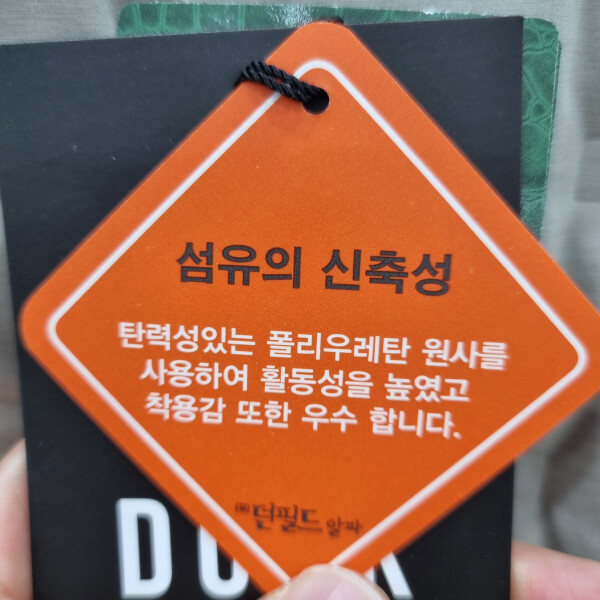 섬유의 신축성
탄력성있는 폴리우레탄 원사를
사용하여 활동성을 높였고
착용감 또한 우수 합니다.
㈜던필드알파